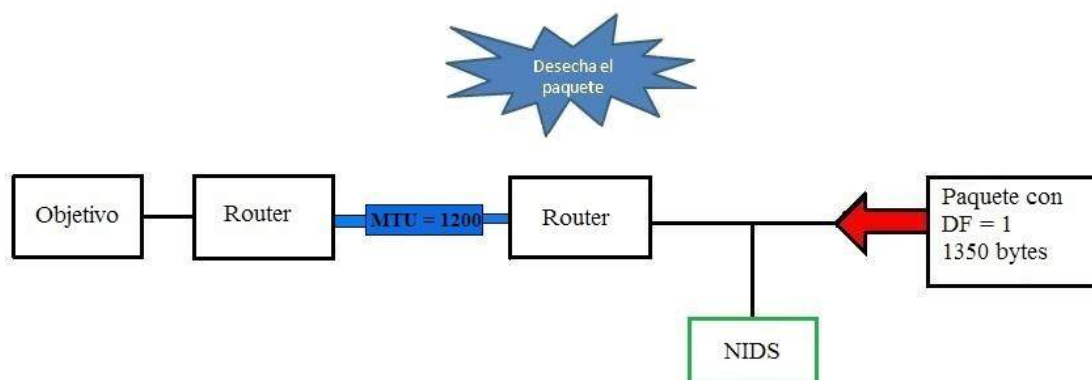 Desecha el
paquete
Objetivo
Router
MTU = 1200
Router
Paquete con
DF = 1
1350 bytes
NIDS